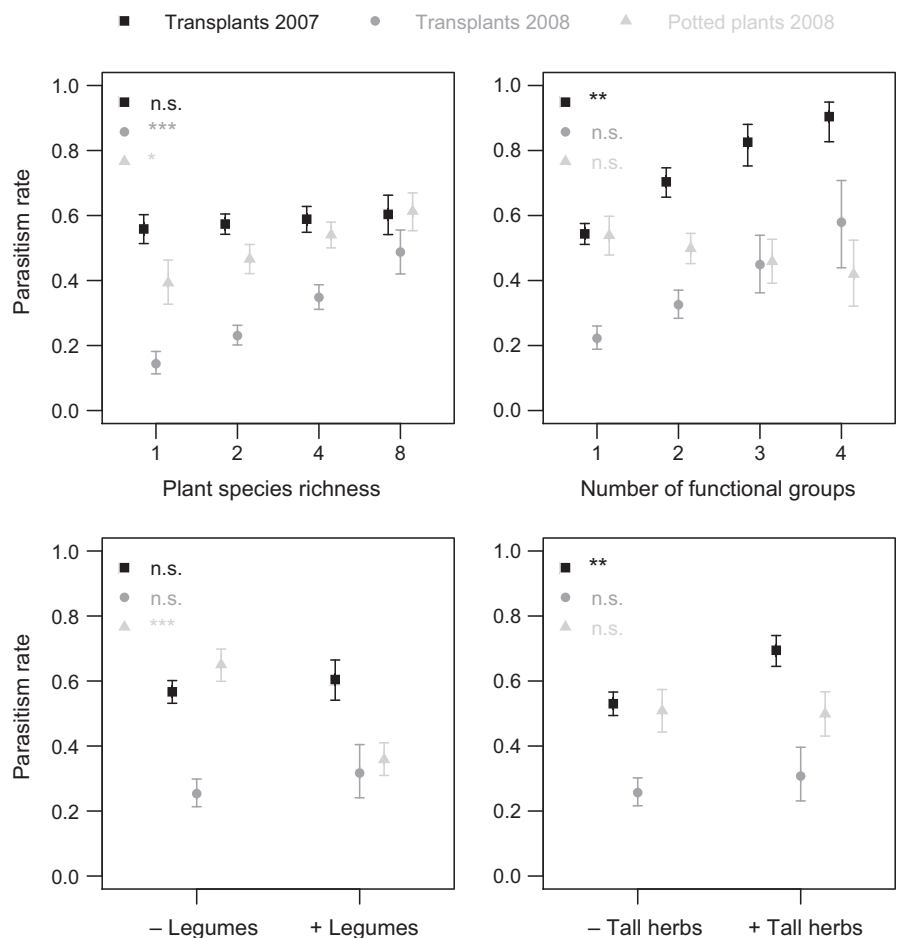 Transplants 2007 Transplants 2008 Potted plants 2008
1.0
0.8
0.6
0.4
0.2
0.0
Parasitism rate
n.s.
***
*
1 2 4 8
Plant species richness
1.0
0.8
0.6
0.4
0.2
0.0
**
n.s.
n.s.
1 2 3 4
Number of functional groups
1.0
0.8
0.6
0.4
0.2
0.0
Parasitism rate
n.s.
n.s.
***
– Legumes + Legumes
1.0
0.8
0.6
0.4
0.2
0.0
**
n.s.
n.s.
– Tall herbs + Tall herbs